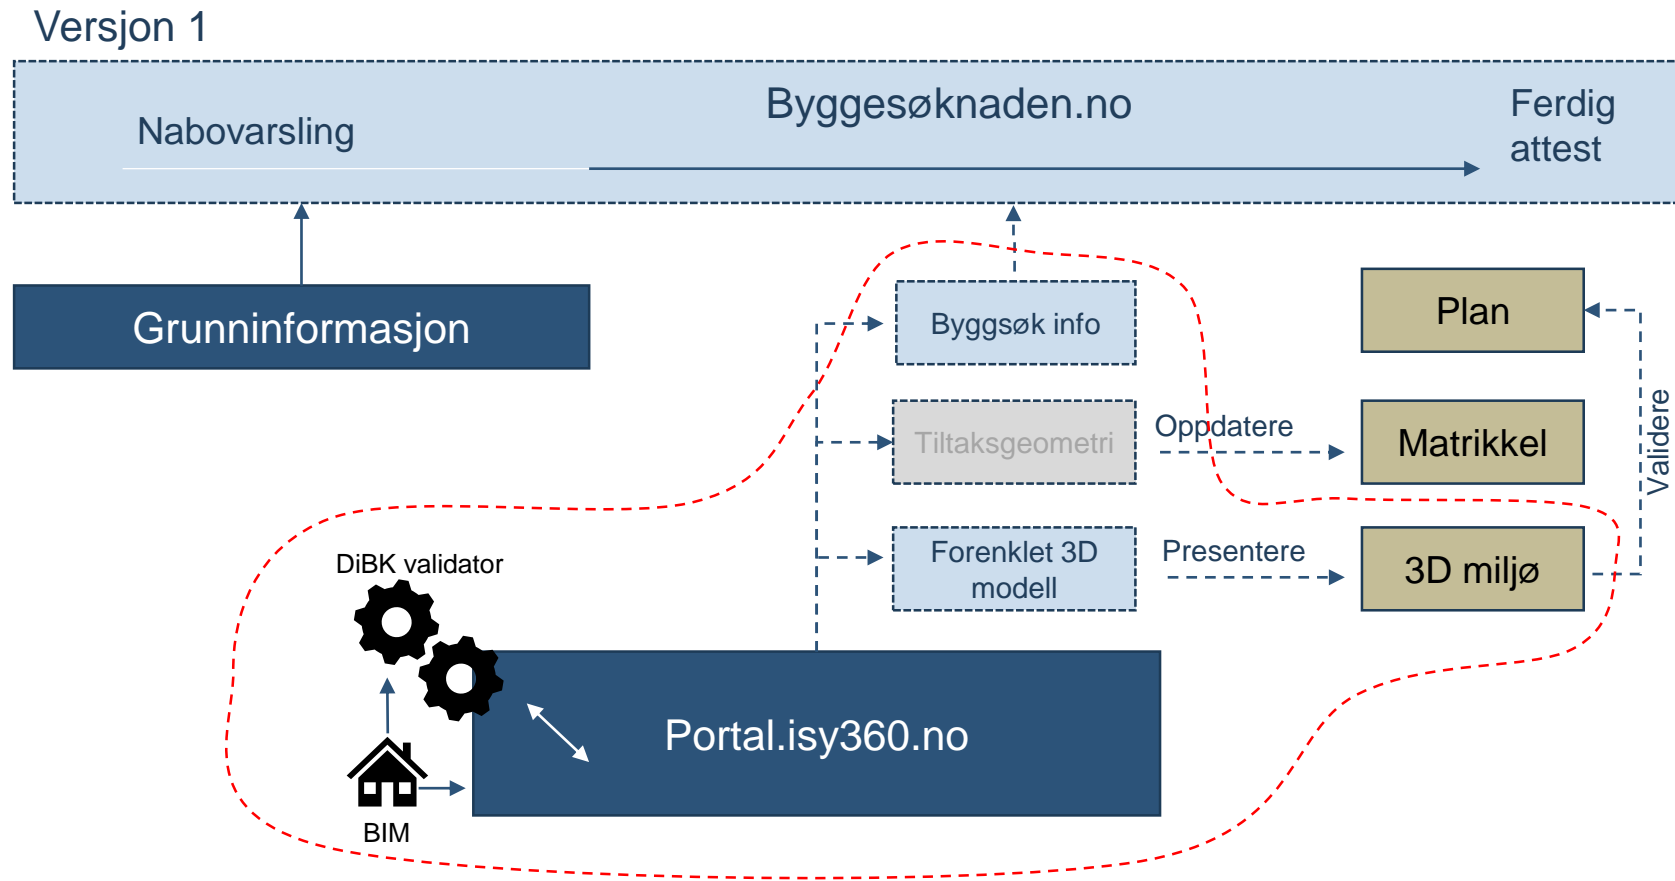 Versjon 1
Byggesøknaden.no
Nabovarsling
Ferdig
attest
Grunninformasjon
Byggsøk info
Plan
Tiltaksgeometri
Oppdatere
Matrikkel
Validere
Forenklet 3D
modell
Presentere
3D miljø
DiBK validator
Portal.isy360.no
BIM